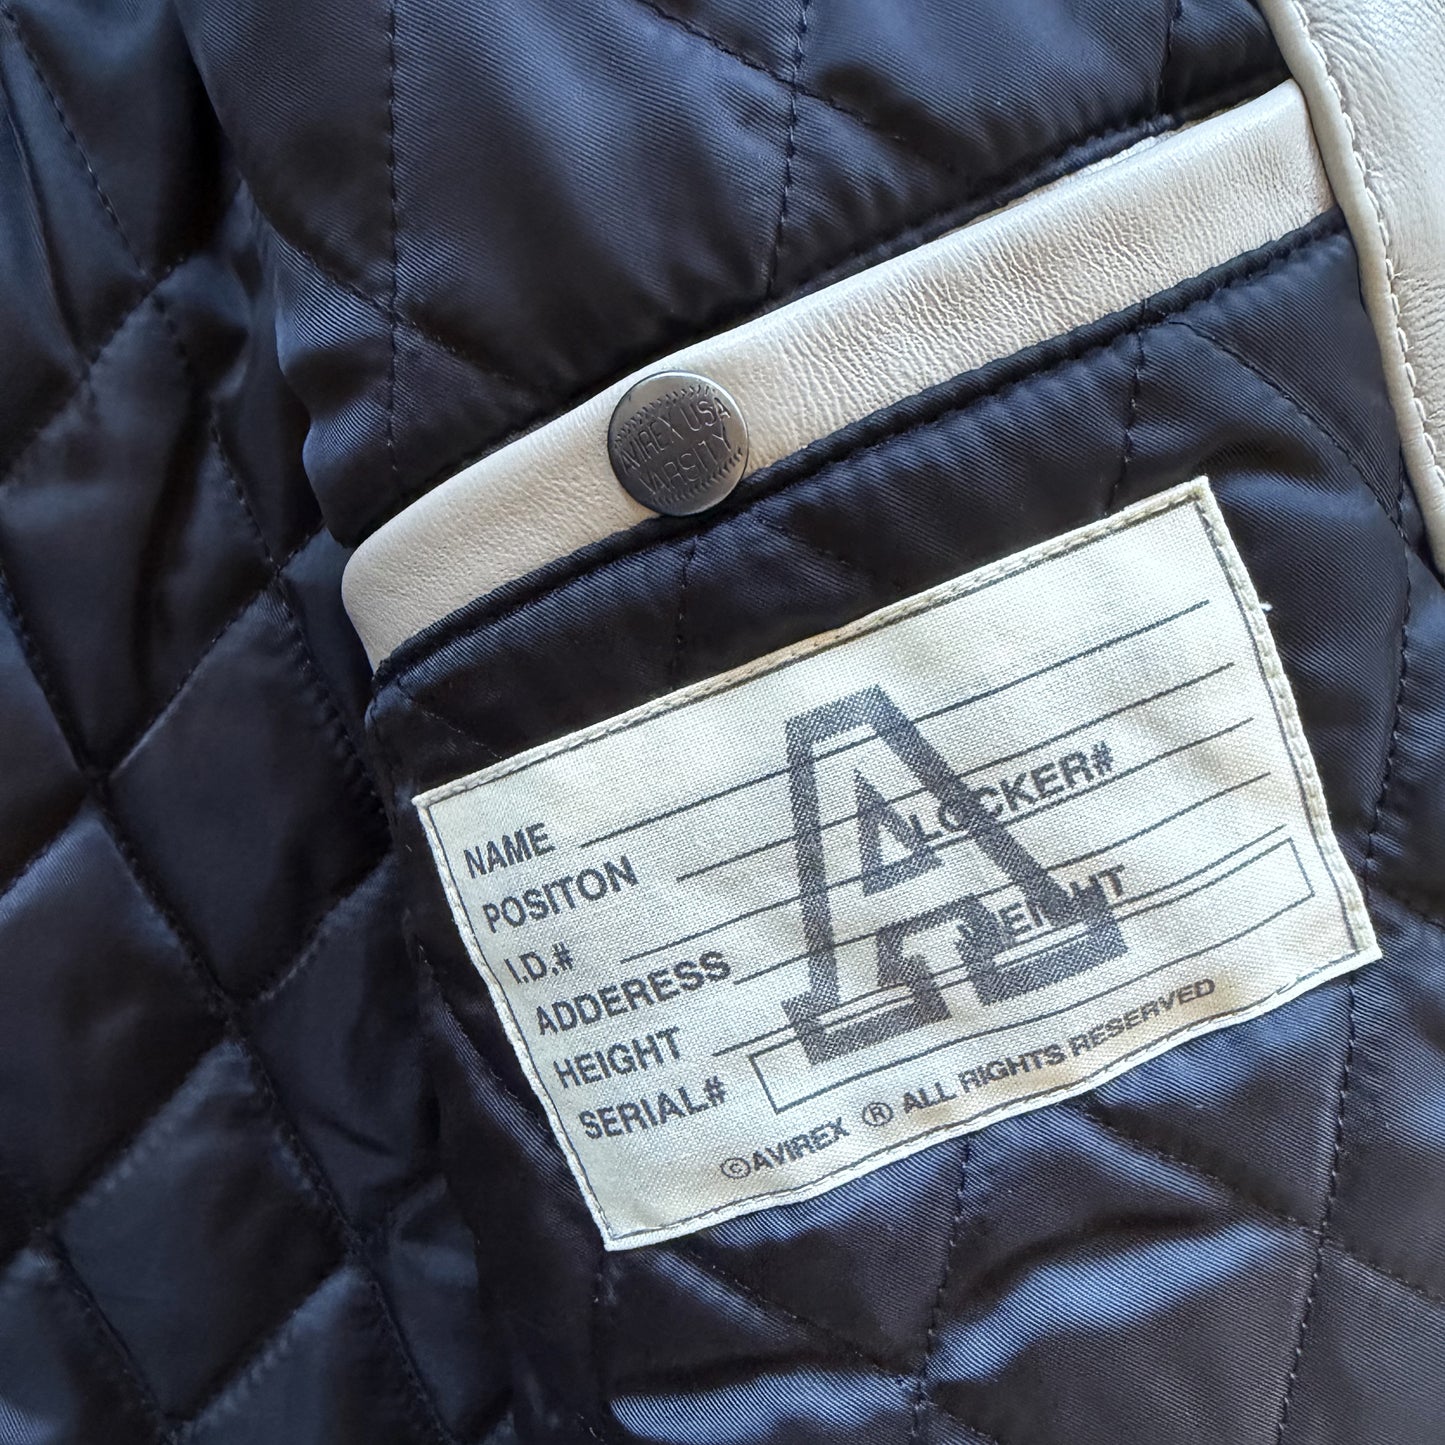 AVIREX USA
VARSITY
A
NAME
POSITON
LOCKER#
I.D.#
ADDERESS
HEIGHT
SERIAL#
©AVIREX ® ALL RIGHTS RESERVED